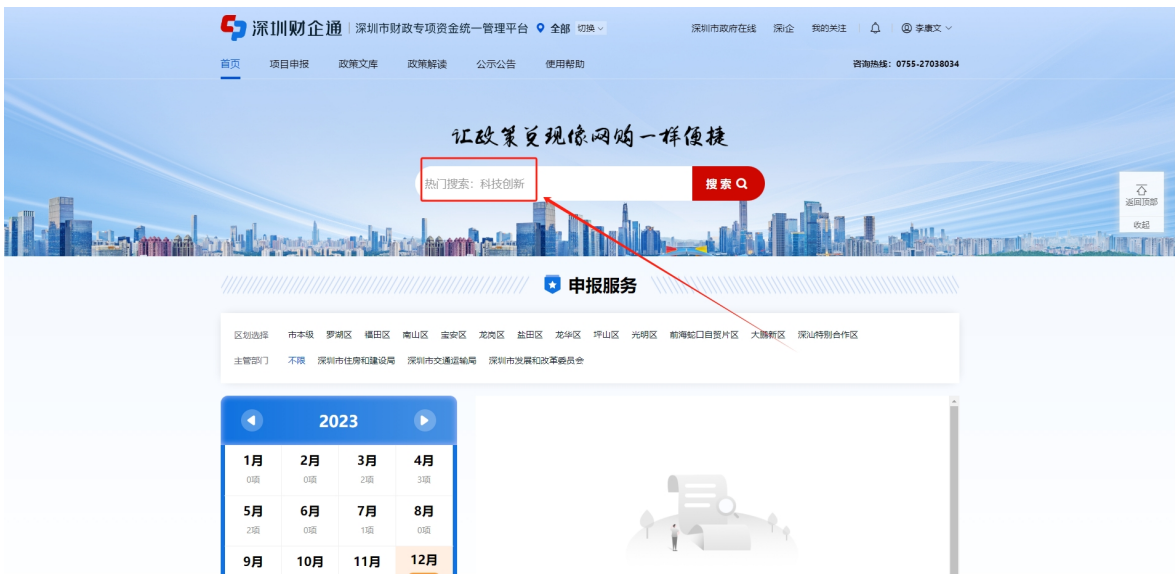 深圳财企通 深圳市财政专项资金统一管理平台 全部 切换 深圳市政府在线 深i企 我的关注 李康文
首页 项目申报 政策文库 政策解读 公示公告 使用帮助 咨询热线：0755-27038034
让政策兑现像网购一样便捷
热门搜索：科技创新 搜索
返回顶部
收起
申报服务
区划选择 市本级 罗湖区 福田区 南山区 宝安区 龙岗区 盐田区 龙华区 坪山区 光明区 前海蛇口自贸片区 大鹏新区 深汕特别合作区
主管部门 不限 深圳市住房和建设局 深圳市交通运输局 深圳市发展和改革委员会
2023
1月 2月 3月 4月
0项 0项 2项 3项
5月 6月 7月 8月
2项 0项 1项 0项
9月 10月 11月 12月